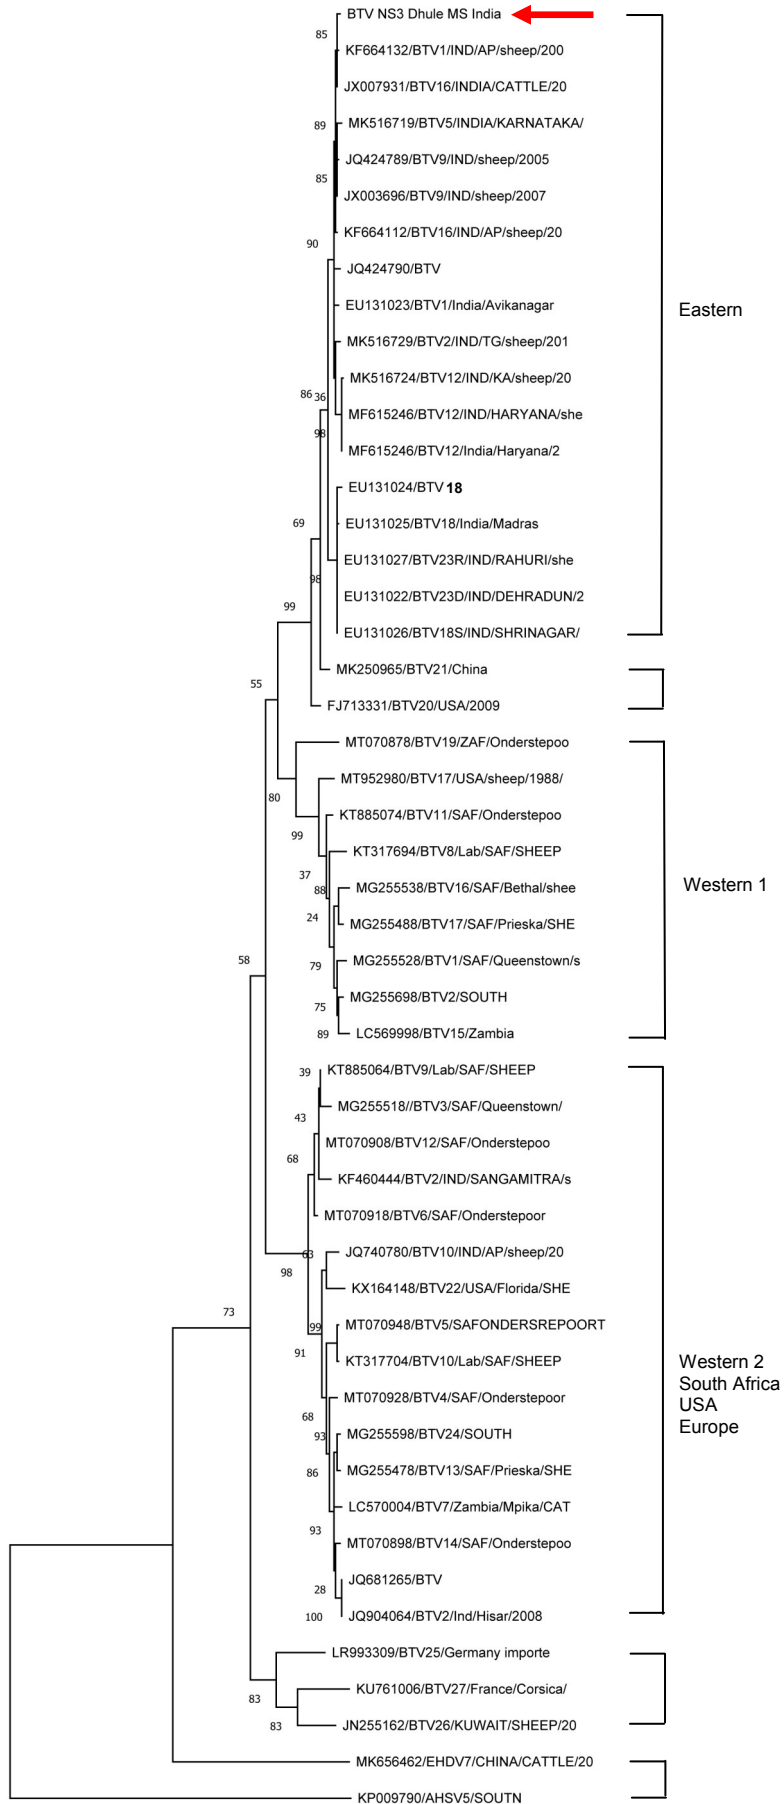 BTV NS3 Dhule MS India
85
KF664132/BTV1/IND/AP/sheep/200
JX007931/BTV16/INDIA/CATTLE/20
89
MK516719/BTV5/INDIA/KARNATAKA/
JQ424789/BTV9/IND/sheep/2005
85
JX003696/BTV9/IND/sheep/2007
KF664112/BTV16/IND/AP/sheep/20
90
JQ424790/BTV
EU131023/BTV1/India/Avikanagar
Eastern
MK516729/BTV2/IND/TG/sheep/201
MK516724/BTV12/IND/KA/sheep/20
86
36
MF615246/BTV12/IND/HARYANA/she
98
MF615246/BTV12/India/Haryana/2
EU131024/BTV 18
69
EU131025/BTV18/India/Madras
EU131027/BTV23R/IND/RAHURI/she
98
EU131022/BTV23D/IND/DEHRADUN/2
99
EU131026/BTV18S/IND/SHRINAGAR/
MK250965/BTV21/China
55
FJ713331/BTV20/USA/2009
MT070878/BTV19/ZAF/Onderstepoo
MT952980/BTV17/USA/sheep/1988/
80
KT885074/BTV11/SAF/Onderstepoo
99
KT317694/BTV8/Lab/SAF/SHEEP
37
Western 1
MG255538/BTV16/SAF/Bethal/shee
88
24
MG255488/BTV17/SAF/Prieska/SHE
58
MG255528/BTV1/SAF/Queenstown/s
79
MG255698/BTV2/SOUTH
75
LC569998/BTV15/Zambia
89
KT885064/BTV9/Lab/SAF/SHEEP
39
MG255518//BTV3/SAF/Queenstown/
43
MT070908/BTV12/SAF/Onderstepoo
68
KF460444/BTV2/IND/SANGAMITRA/s
MT070918/BTV6/SAF/Onderstepoor
JQ740780/BTV10/IND/AP/sheep/20
63
98
KX164148/BTV22/USA/Florida/SHE
73
MT070948/BTV5/SAFONDERSREPOORT
99
91
KT317704/BTV10/Lab/SAF/SHEEP
Western 2
South Africa
USA
Europe
MT070928/BTV4/SAF/Onderstepoor
68
MG255598/BTV24/SOUTH
93
MG255478/BTV13/SAF/Prieska/SHE
86
LC570004/BTV7/Zambia/Mpika/CAT
93
MT070898/BTV14/SAF/Onderstepoo
JQ681265/BTV
28
JQ904064/BTV2/Ind/Hisar/2008
100
LR993309/BTV25/Germany importe
KU761006/BTV27/France/Corsica/
83
JN255162/BTV26/KUWAIT/SHEEP/20
83
MK656462/EHDV7/CHINA/CATTLE/20
KP009790/AHSV5/SOUTN